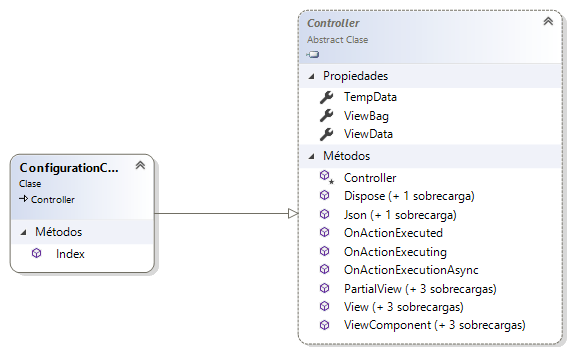 ConfigurationC...
Clase
Controller
Métodos
Index
Controller
Abstract Clase
Propiedades
TempData
ViewBag
ViewData
Métodos
Controller
Dispose (+ 1 sobrecarga)
Json (+ 1 sobrecarga)
OnActionExecuted
OnActionExecuting
OnActionExecutionAsync
PartialView (+ 3 sobrecargas)
View (+ 3 sobrecargas)
ViewComponent (+ 3 sobrecargas)